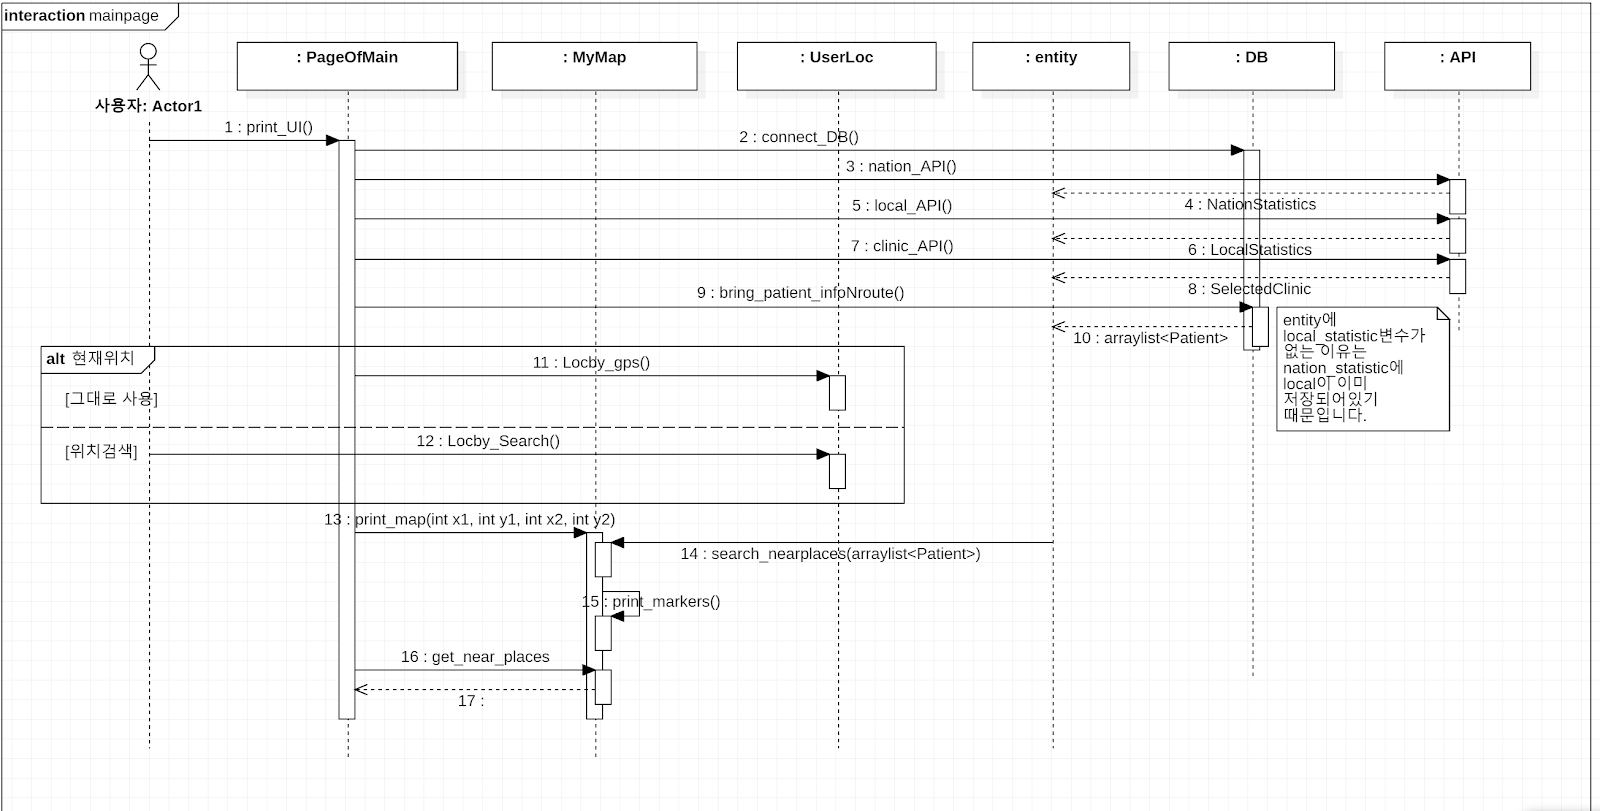 interaction mainpage
: PageOfMain
: MyMap
: UserLoc
: entity
: DB
: API
사용자: Actor1
1 : print_UI()
2 : connect_DB()
3 : nation_API()
4 : NationStatistics
5 : local_API()
6 : LocalStatistics
7 : clinic_API()
8 : SelectedClinic
9 : bring_patient_infoNroute()
10 : arraylist<Patient>
entity에
local_statistic변수가
없는 이유는
nation_statistic에
local이 이미
저장되어있기
때문입니다.
alt 현재위치
11 : Locby_gps()
[그대로 사용]
12 : Locby_Search()
[위치검색]
13 : print_map(int x1, int y1, int x2, int y2)
14 : search_nearplaces(arraylist<Patient>)
15 : print_markers()
16 : get_near_places
17 :